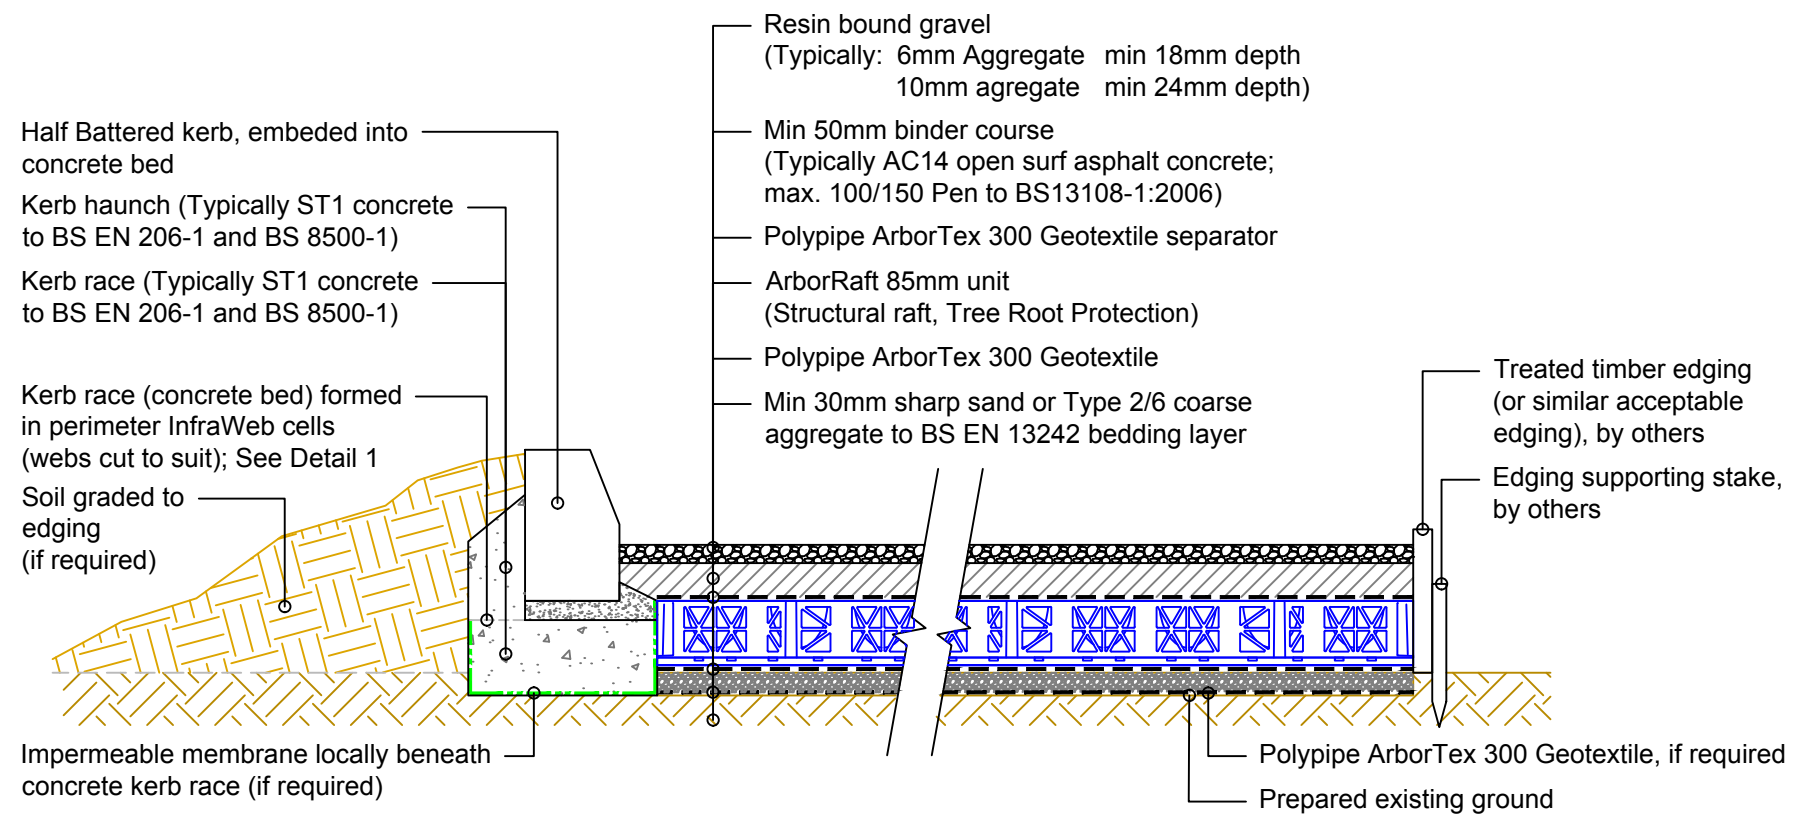 Resin bound gravel
(Typically: 6mm Aggregate min 18mm depth
10mm agregate min 24mm depth)
Min 50mm binder course
(Typically AC14 open surf asphalt concrete;
max. 100/150 Pen to BS13108-1:2006)
Polypipe ArborTex 300 Geotextile separator
ArborRaft 85mm unit
(Structural raft, Tree Root Protection)
Polypipe ArborTex 300 Geotextile
Min 30mm sharp sand or Type 2/6 coarse
aggregate to BS EN 13242 bedding layer
Half Battered kerb, embeded into
concrete bed
Kerb haunch (Typically ST1 concrete
to BS EN 206-1 and BS 8500-1)
Kerb race (Typically ST1 concrete
to BS EN 206-1 and BS 8500-1)
Kerb race (concrete bed) formed
in perimeter InfraWeb cells
(webs cut to suit); See Detail 1
Soil graded to
edging
(if required)
Impermeable membrane locally beneath
concrete kerb race (if required)
Treated timber edging
(or similar acceptable
edging), by others
Edging supporting stake,
by others
Polypipe ArborTex 300 Geotextile, if required
Prepared existing ground